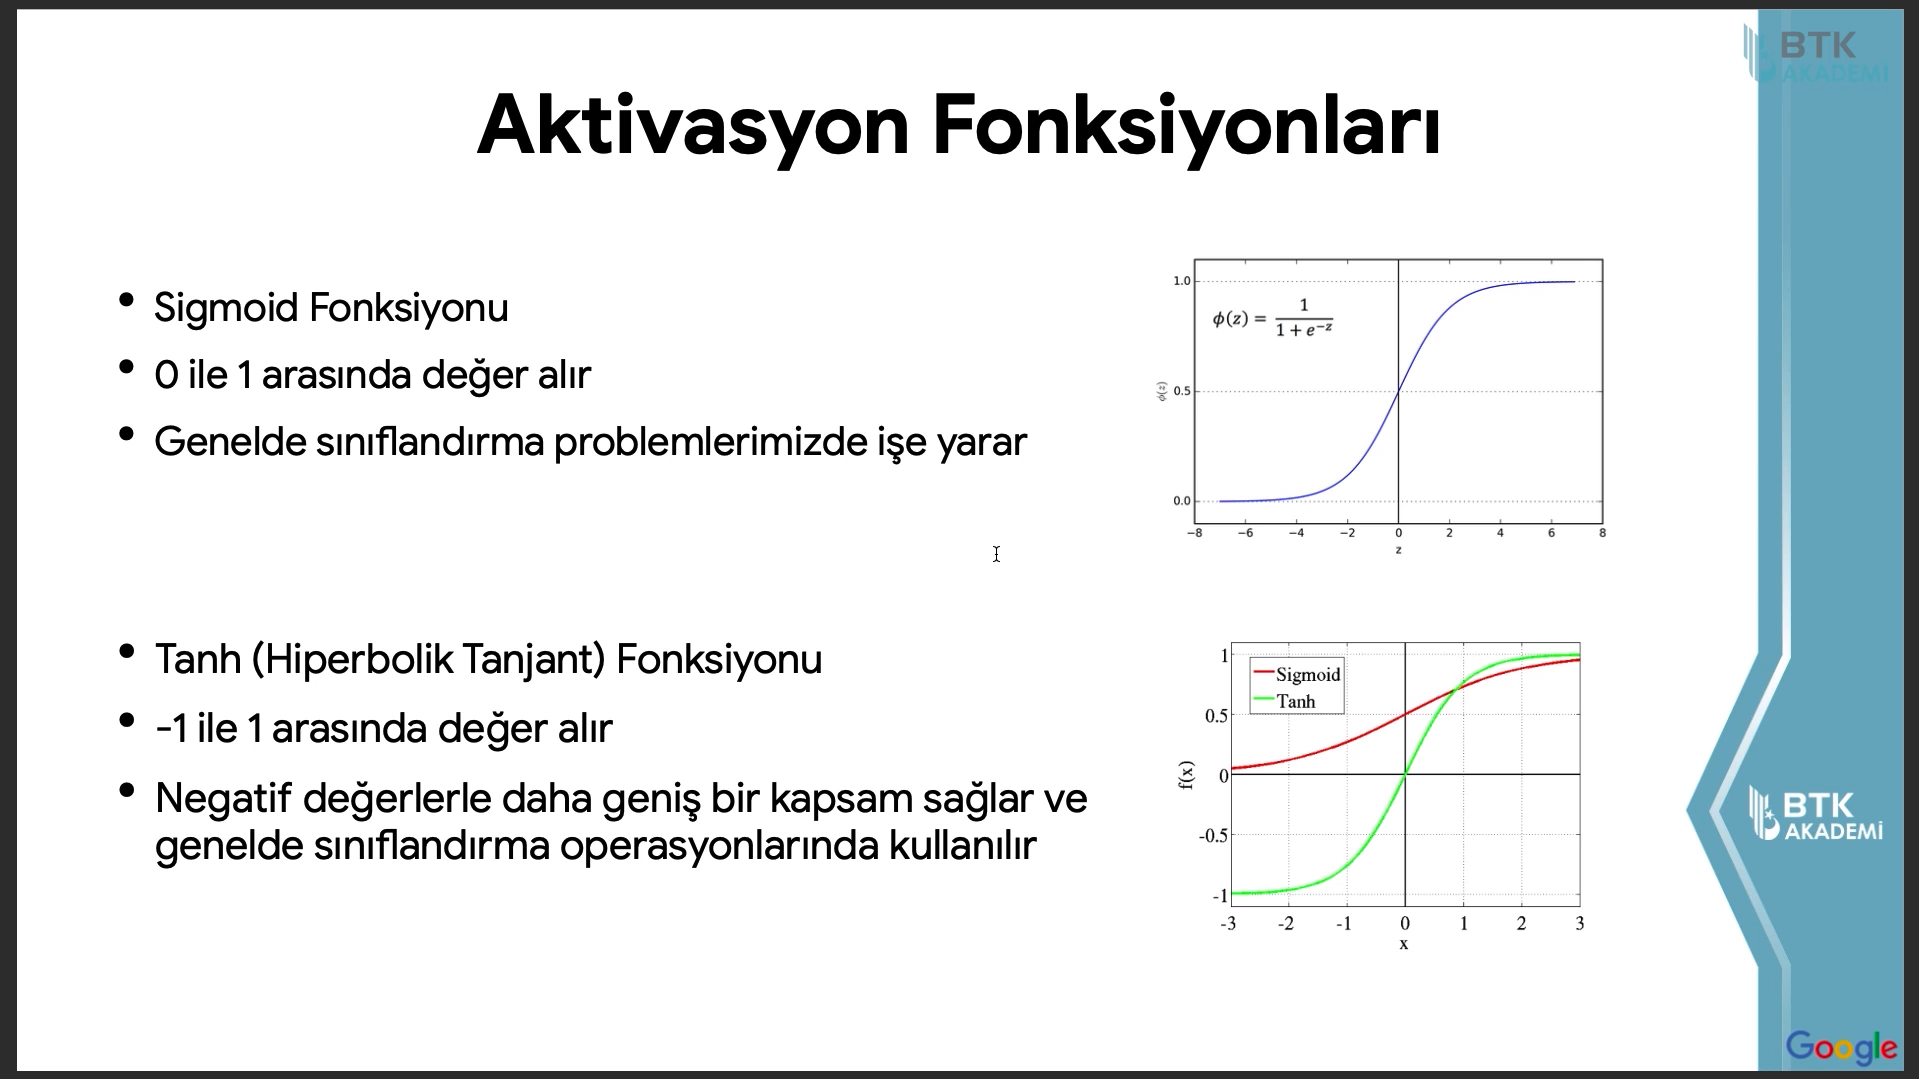 BTK
AKADEMİ
Aktivasyon Fonksiyonları
• Sigmoid Fonksiyonu
• 0 ile 1 arasında değer alır
• Genelde sınıflandırma problemlerimizde işe yarar
1.0
ϕ(z) = 1 / (1 + e^−z)
ϕ(z)
0.5
0.0
−8 −6 −4 −2 0 2 4 6 8
z
• Tanh (Hiperbolik Tanjant) Fonksiyonu
• -1 ile 1 arasında değer alır
• Negatif değerlerle daha geniş bir kapsam sağlar ve
genelde sınıflandırma operasyonlarında kullanılır
1
Sigmoid
Tanh
0.5
0
f(x)
-0.5
-1
-3 -2 -1 0 1 2 3
x
BTK
AKADEMİ
Google